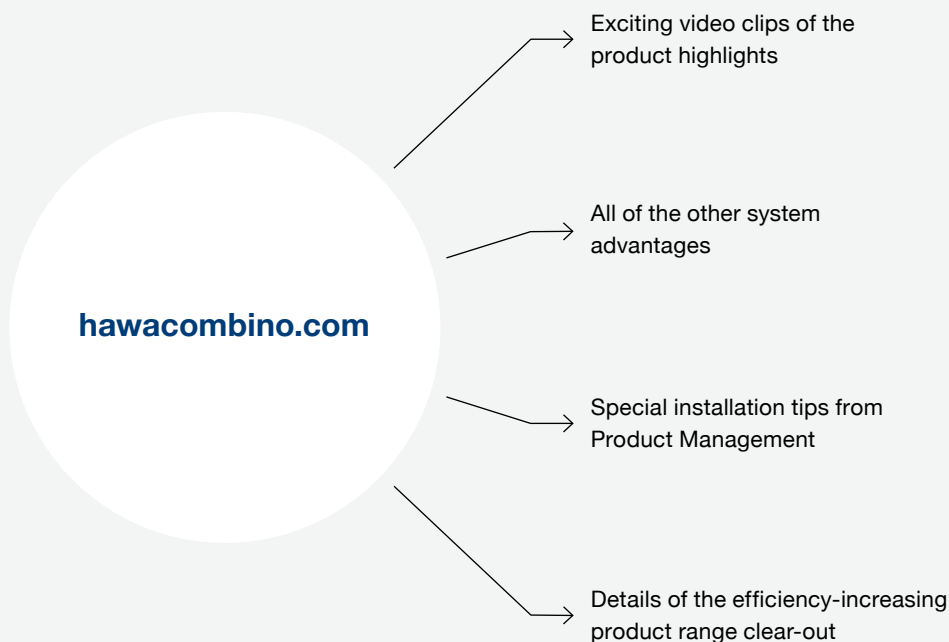 Exciting video clips of the
product highlights
All of the other system
advantages
hawacombino.com
Special installation tips from
Product Management
Details of the efficiency-increasing
product range clear-out